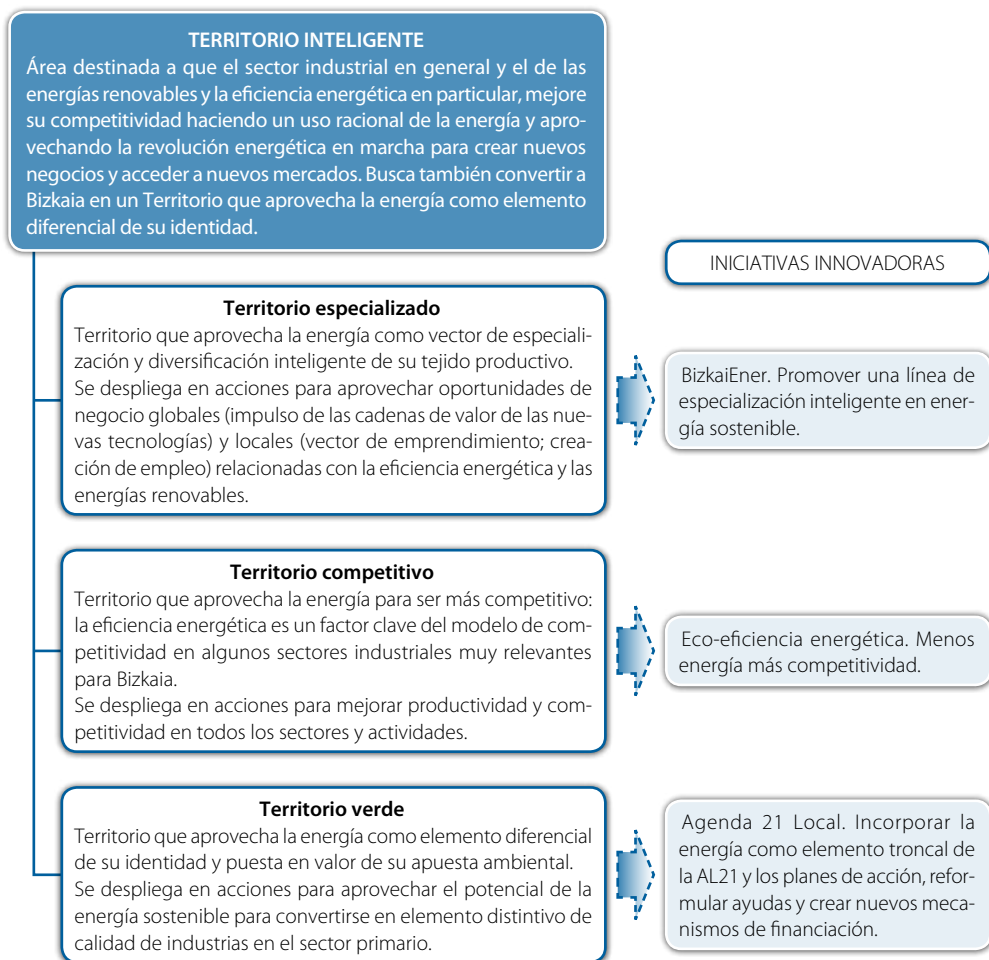 TERRITORIO INTELIGENTE
Área destinada a que el sector industrial en general y el de las
energías renovables y la eficiencia energética en particular, mejore
su competitividad haciendo un uso racional de la energía y apro-
vechando la revolución energética en marcha para crear nuevos
negocios y acceder a nuevos mercados. Busca también convertir a
Bizkaia en un Territorio que aprovecha la energía como elemento
diferencial de su identidad.
INICIATIVAS INNOVADORAS
Territorio especializado
Territorio que aprovecha la energía como vector de especiali-
zación y diversificación inteligente de su tejido productivo.
Se despliega en acciones para aprovechar oportunidades de
negocio globales (impulso de las cadenas de valor de las nue-
vas tecnologías) y locales (vector de emprendimiento; crea-
ción de empleo) relacionadas con la eficiencia energética y las
energías renovables.
BizkaiEner. Promover una línea de
especialización inteligente en ener-
gía sostenible.
Territorio competitivo
Territorio que aprovecha la energía para ser más competitivo:
la eficiencia energética es un factor clave del modelo de com-
petitividad en algunos sectores industriales muy relevantes
para Bizkaia.
Se despliega en acciones para mejorar productividad y com-
petitividad en todos los sectores y actividades.
Eco-eficiencia energética. Menos
energía más competitividad.
Territorio verde
Territorio que aprovecha la energía como elemento diferencial
de su identidad y puesta en valor de su apuesta ambiental.
Se despliega en acciones para aprovechar el potencial de la
energía sostenible para convertirse en elemento distintivo de
calidad de industrias en el sector primario.
Agenda 21 Local. Incorporar la
energía como elemento troncal de
la AL21 y los planes de acción, refor-
mular ayudas y crear nuevos meca-
nismos de financiación.